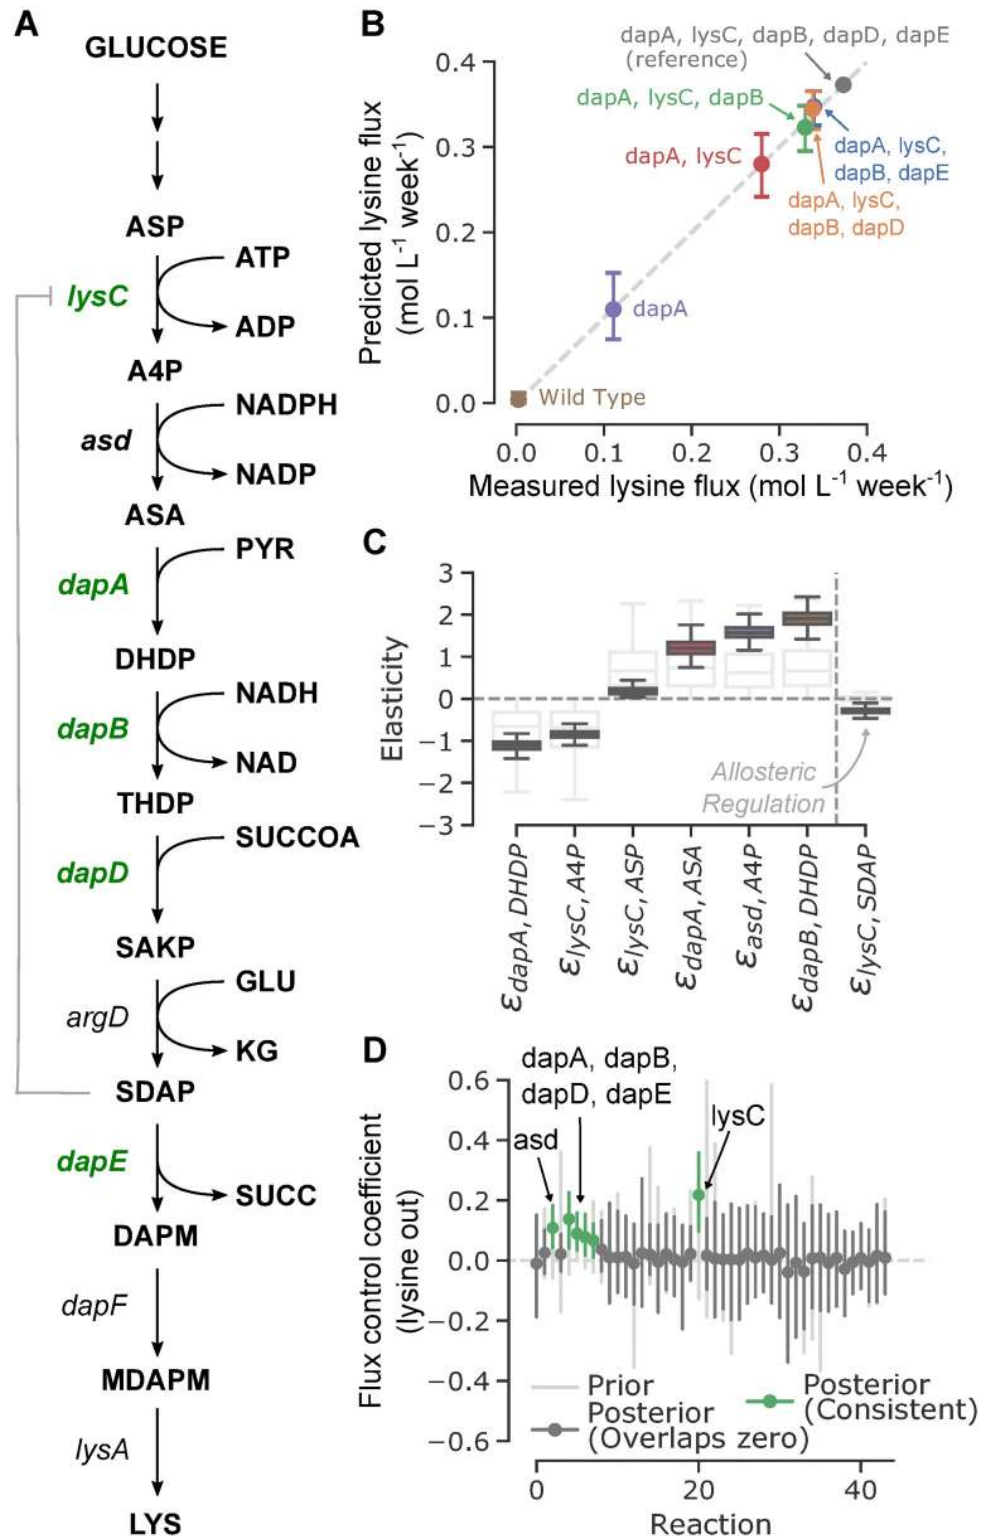 A
GLUCOSE
ASP
lysC
ATP
ADP
A4P
asd
NADPH
NADP
ASA
dapA
PYR
DHDP
dapB
NADH
NAD
THDP
dapD
SUCCOA
SAKP
argD
GLU
KG
SDAP
dapE
SUCC
DAPM
dapF
MDAPM
lysA
LYS
B
dapA, lysC, dapB, dapD, dapE
(reference)
dapA, lysC, dapB
dapA, lysC
dapA, lysC,
dapB, dapE
dapA, lysC,
dapB, dapD
dapA
Wild Type
Predicted lysine flux
(mol L⁻¹ week⁻¹)
0.4
0.3
0.2
0.1
0.0
0.0 0.1 0.2 0.3 0.4
Measured lysine flux (mol L⁻¹ week⁻¹)
C
Elasticity
3
2
1
0
−1
−2
−3
Allosteric
Regulation
εdapA, DHDP
εlysC, A4P
εlysC, ASP
εdapA, ASA
εasd, A4P
εdapB, DHDP
εlysC, SDAP
D
dapA, dapB,
dapD, dapE
asd
lysC
Flux control coefficient
(lysine out)
0.6
0.4
0.2
0.0
−0.2
−0.4
−0.6
Prior
Posterior
(Overlaps zero)
Posterior
(Consistent)
0 20 40
Reaction